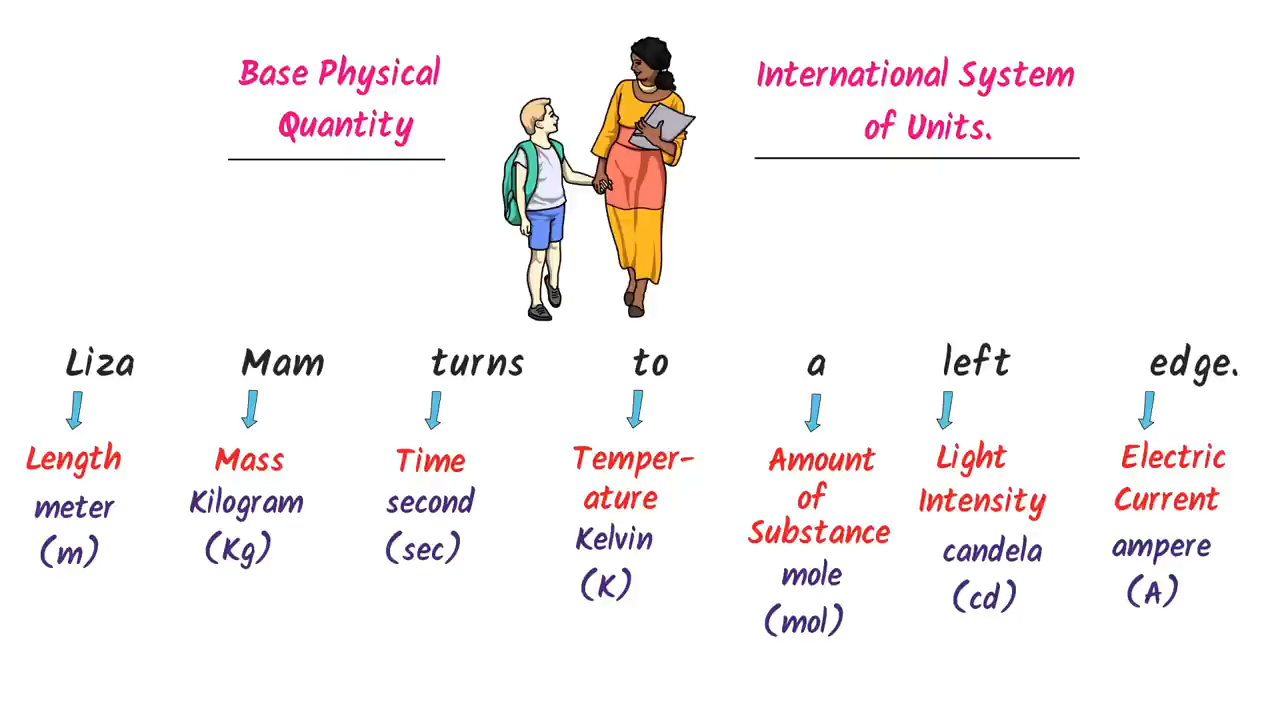 Base Physical
Quantity
International System
of Units.
Liza Mam turns to a left edge.
Length
meter
(m)
Mass
Kilogram
(Kg)
Time
second
(sec)
Temper-
ature
Kelvin
(K)
Amount
of
Substance
mole
(mol)
Light
Intensity
candela
(cd)
Electric
Current
ampere
(A)